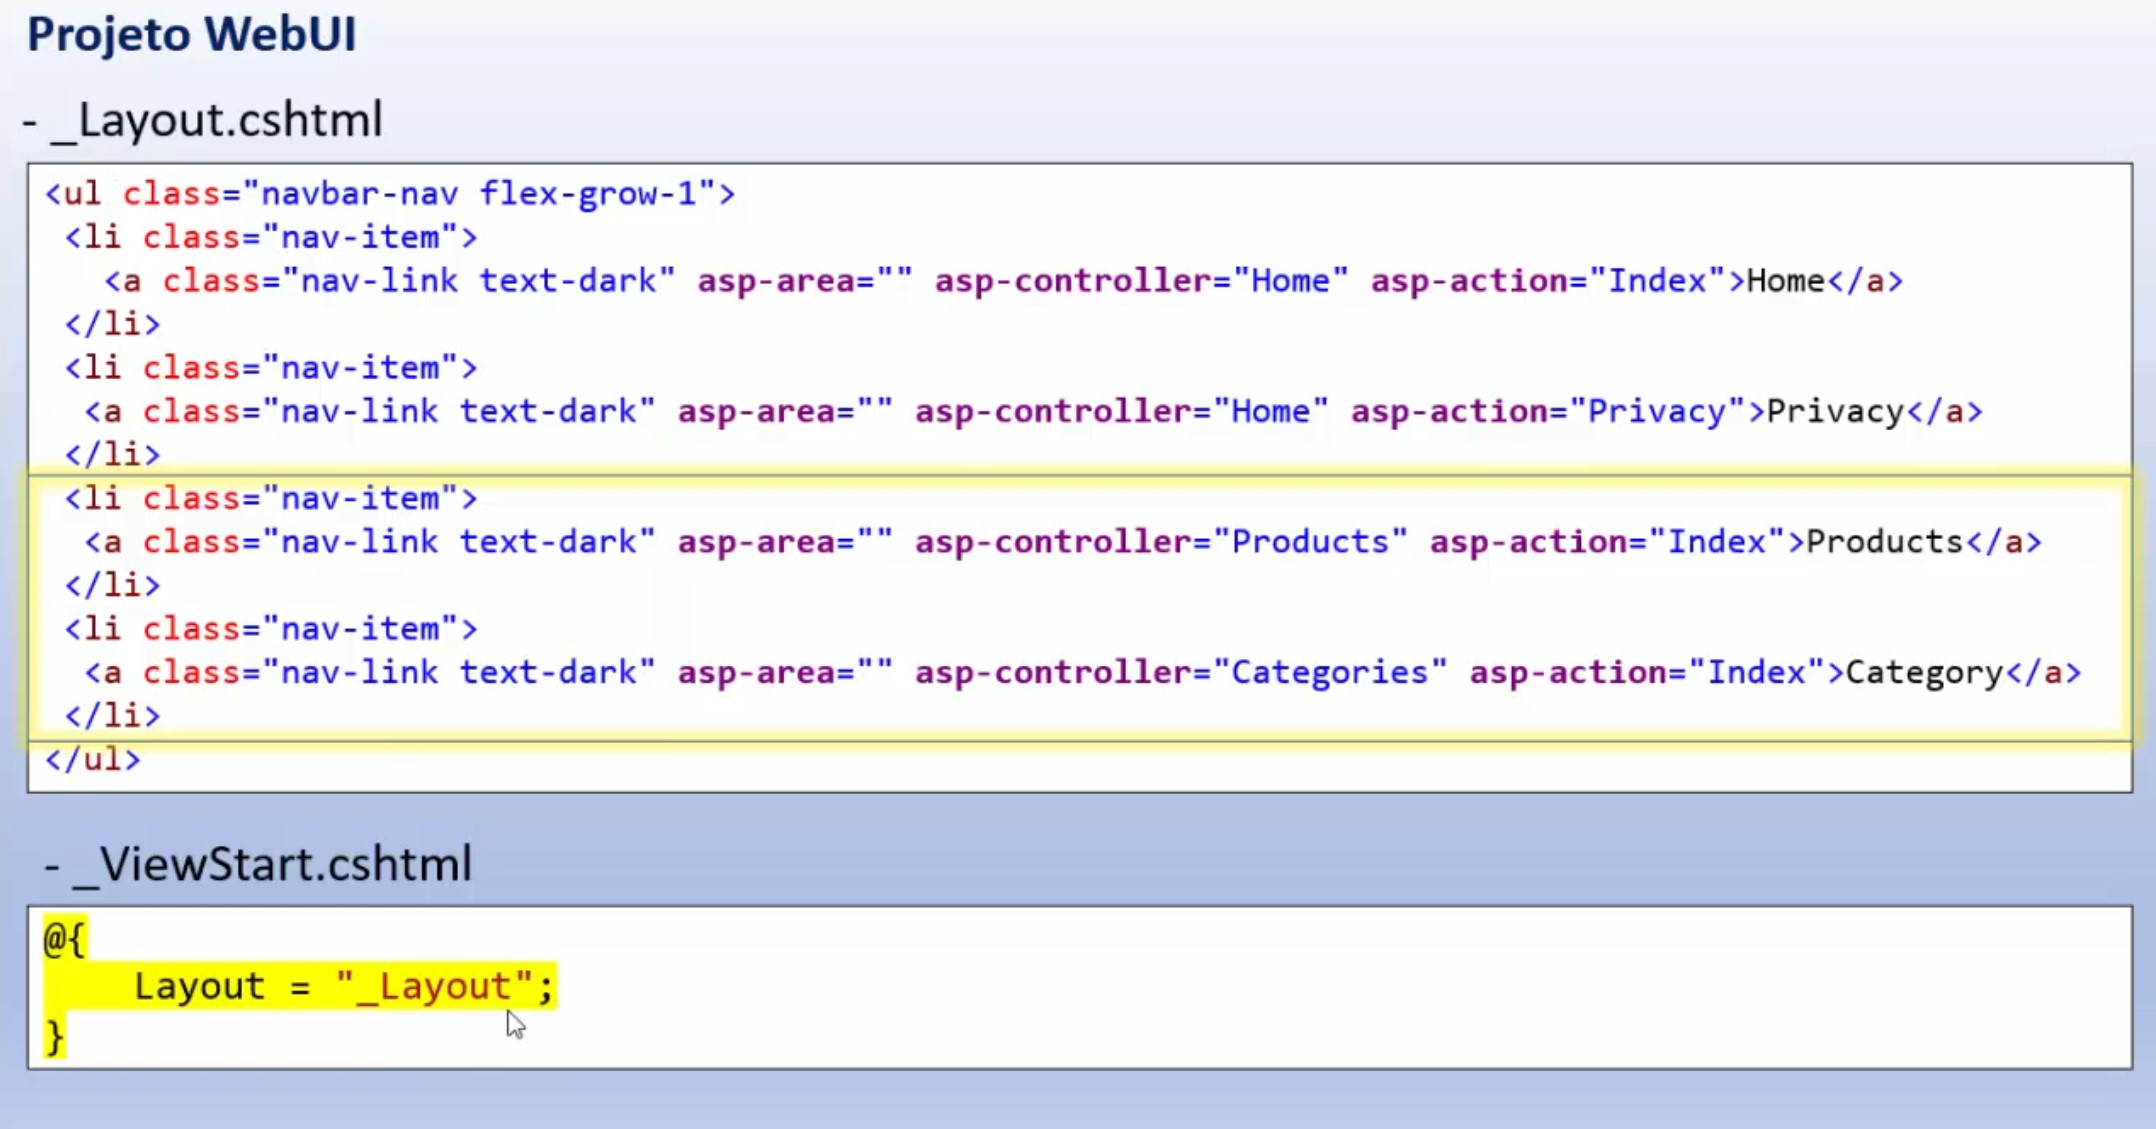 Projeto WebUI
- _Layout.cshtml
<ul class="navbar-nav flex-grow-1">
<li class="nav-item">
<a class="nav-link text-dark" asp-area="" asp-controller="Home" asp-action="Index">Home</a>
</li>
<li class="nav-item">
<a class="nav-link text-dark" asp-area="" asp-controller="Home" asp-action="Privacy">Privacy</a>
</li>
<li class="nav-item">
<a class="nav-link text-dark" asp-area="" asp-controller="Products" asp-action="Index">Products</a>
</li>
<li class="nav-item">
<a class="nav-link text-dark" asp-area="" asp-controller="Categories" asp-action="Index">Category</a>
</li>
</ul>
- _ViewStart.cshtml
@{
Layout = "_Layout";
}